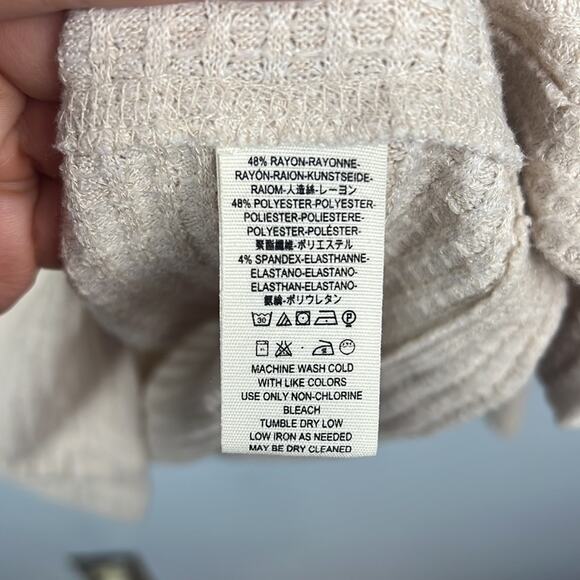 48% RAYON-RAYONNE-
RAYÓN-RAION-KUNSTSEIDE-
RAIOM-人造絲-レーヨン
48% POLYESTER-POLYESTER-
POLIESTER-POLIESTERE-
POLYESTER-POLÉSTER-
聚酯纖維-ポリエステル
4% SPANDEX-ELASTHANNE-
ELASTANO-ELASTANO-
ELASTHAN-ELASTANO-
氨綸-ポリウレタン
30 P
MACHINE WASH COLD
WITH LIKE COLORS
USE ONLY NON-CHLORINE
BLEACH
TUMBLE DRY LOW
LOW IRON AS NEEDED
MAY BE DRY CLEANED